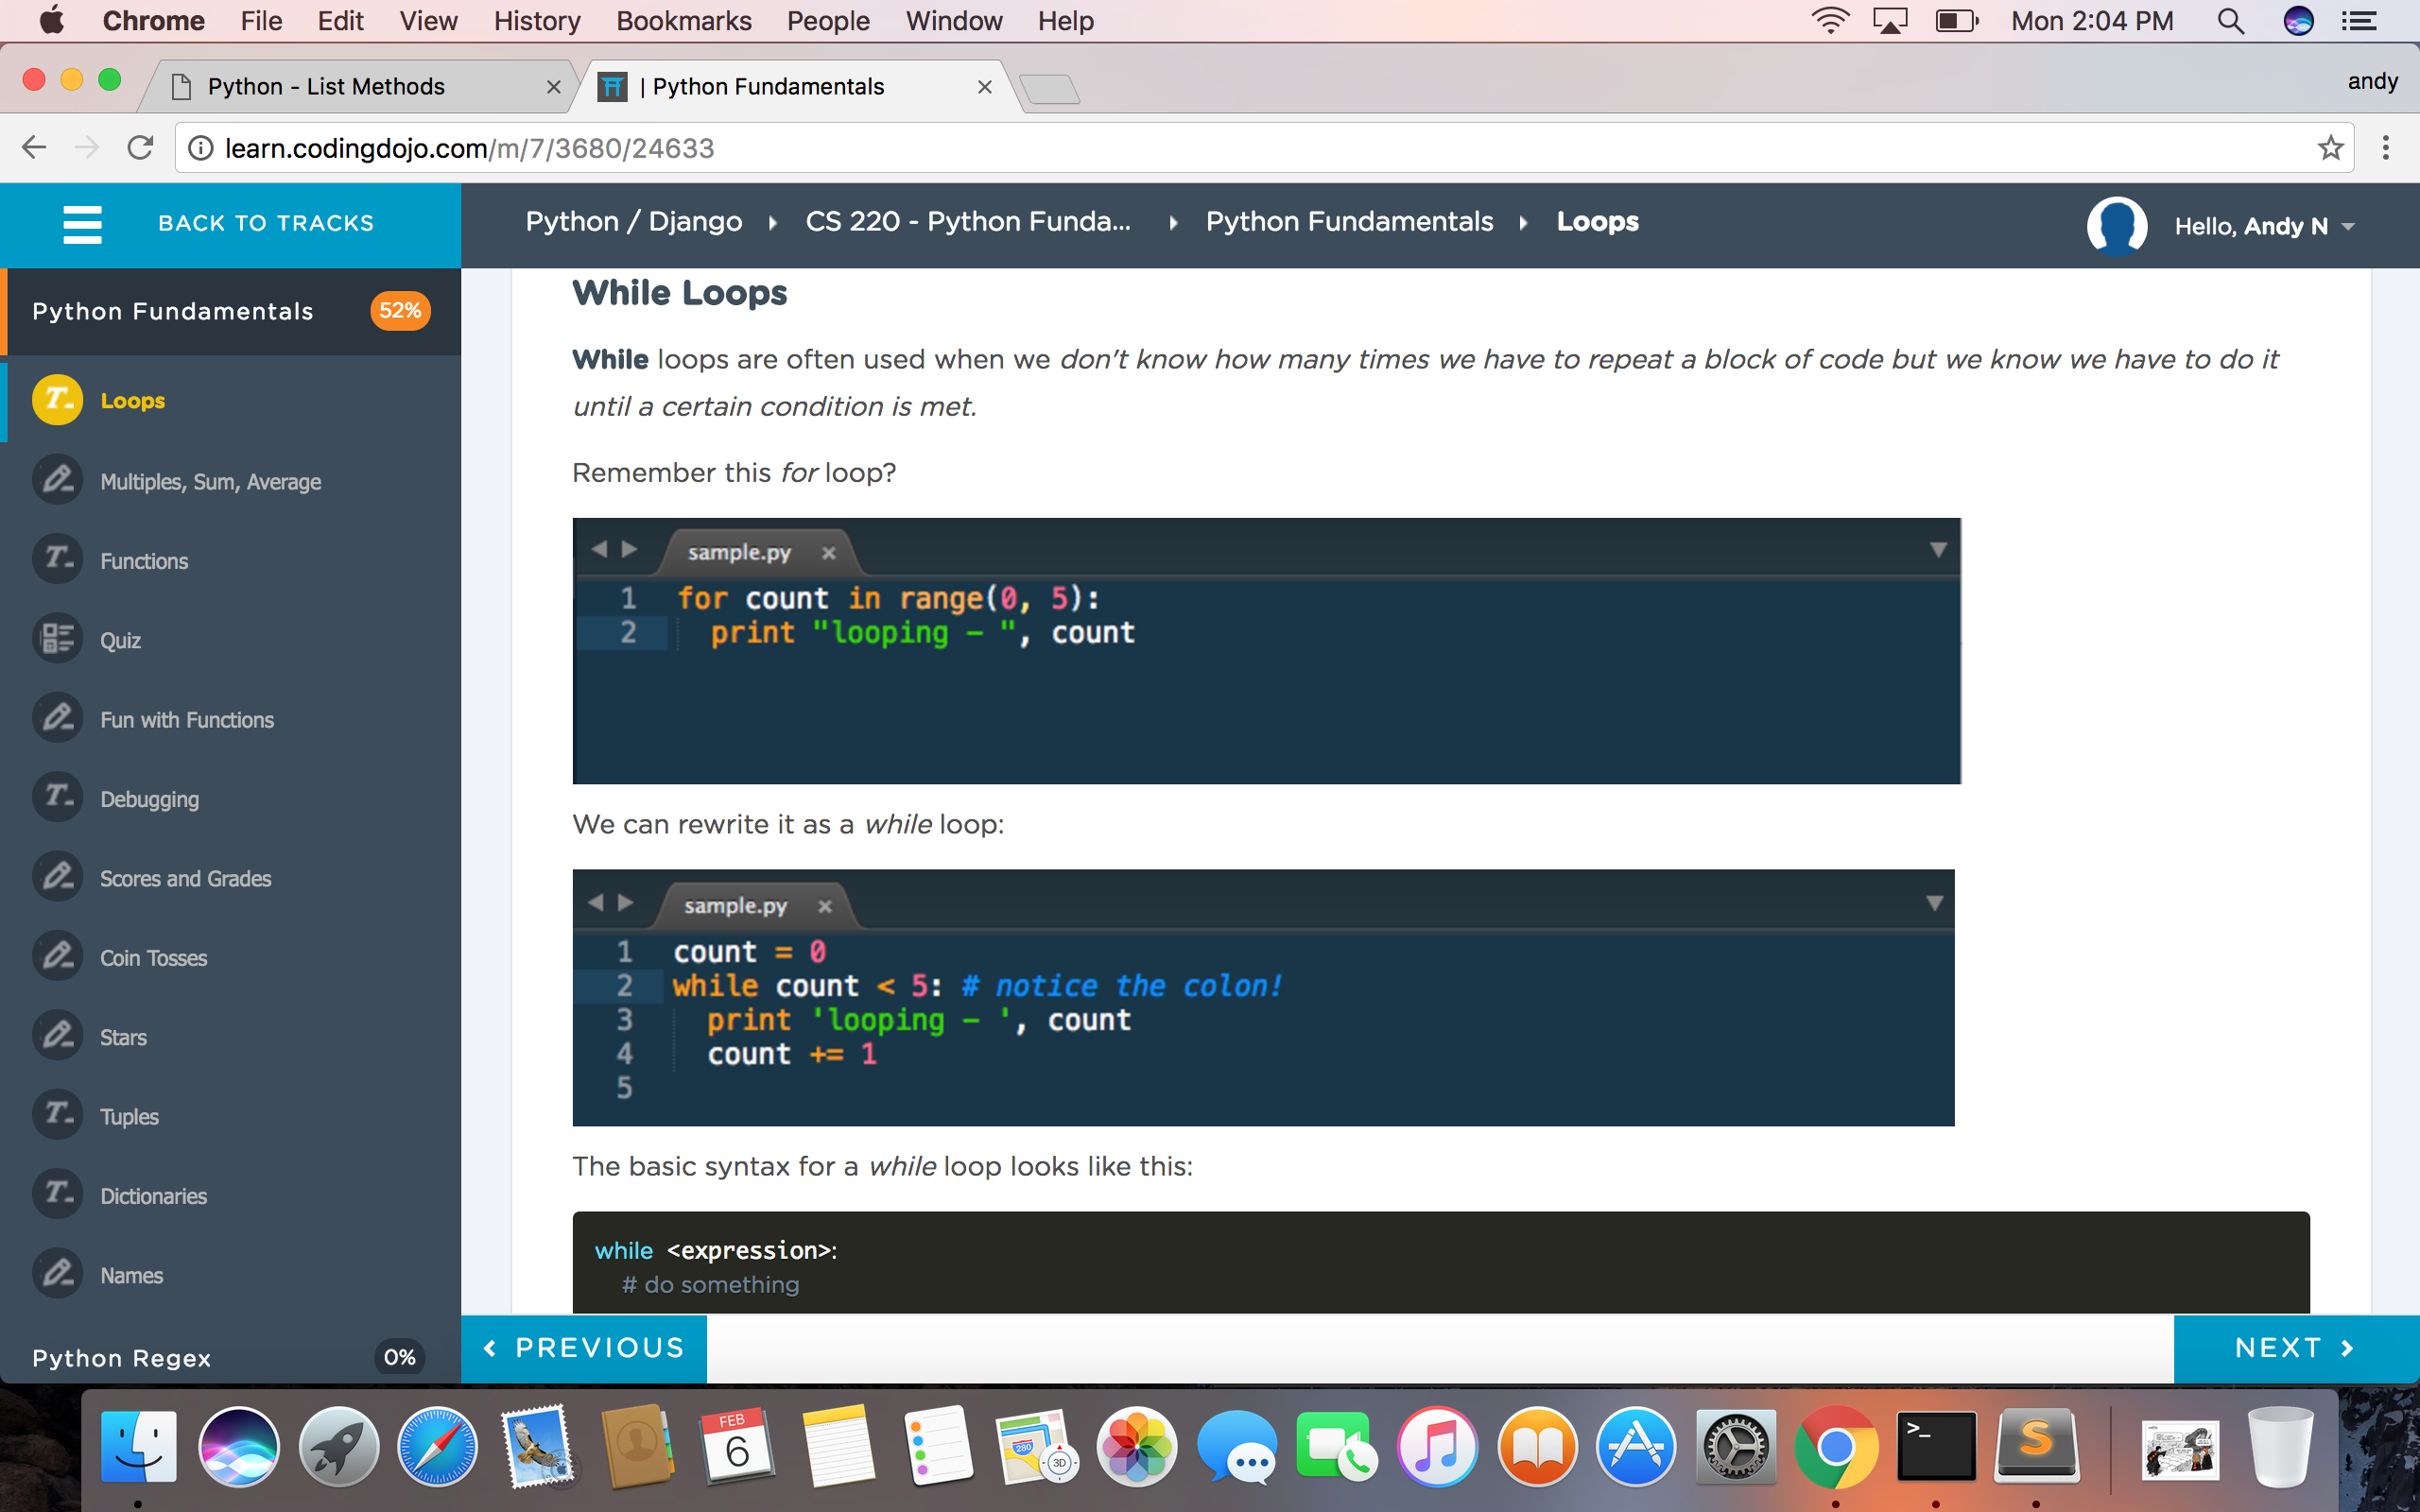 Chrome File Edit View History Bookmarks People Window Help Mon 2:04 PM
Python - List Methods | Python Fundamentals andy
learn.codingdojo.com/m/7/3680/24633
BACK TO TRACKS Python / Django CS 220 - Python Funda... Python Fundamentals Loops Hello, Andy N
Python Fundamentals 52%
Loops
Multiples, Sum, Average
Functions
Quiz
Fun with Functions
Debugging
Scores and Grades
Coin Tosses
Stars
Tuples
Dictionaries
Names
Python Regex 0%
While Loops
While loops are often used when we don't know how many times we have to repeat a block of code but we know we have to do it
until a certain condition is met.
Remember this for loop?
sample.py
1 for count in range(0, 5):
2 print "looping - ", count
We can rewrite it as a while loop:
sample.py
1 count = 0
2 while count < 5: # notice the colon!
3 print 'looping - ', count
4 count += 1
5
The basic syntax for a while loop looks like this:
while <expression>:
# do something
PREVIOUS NEXT
FEB
6
280
3D
>_
S